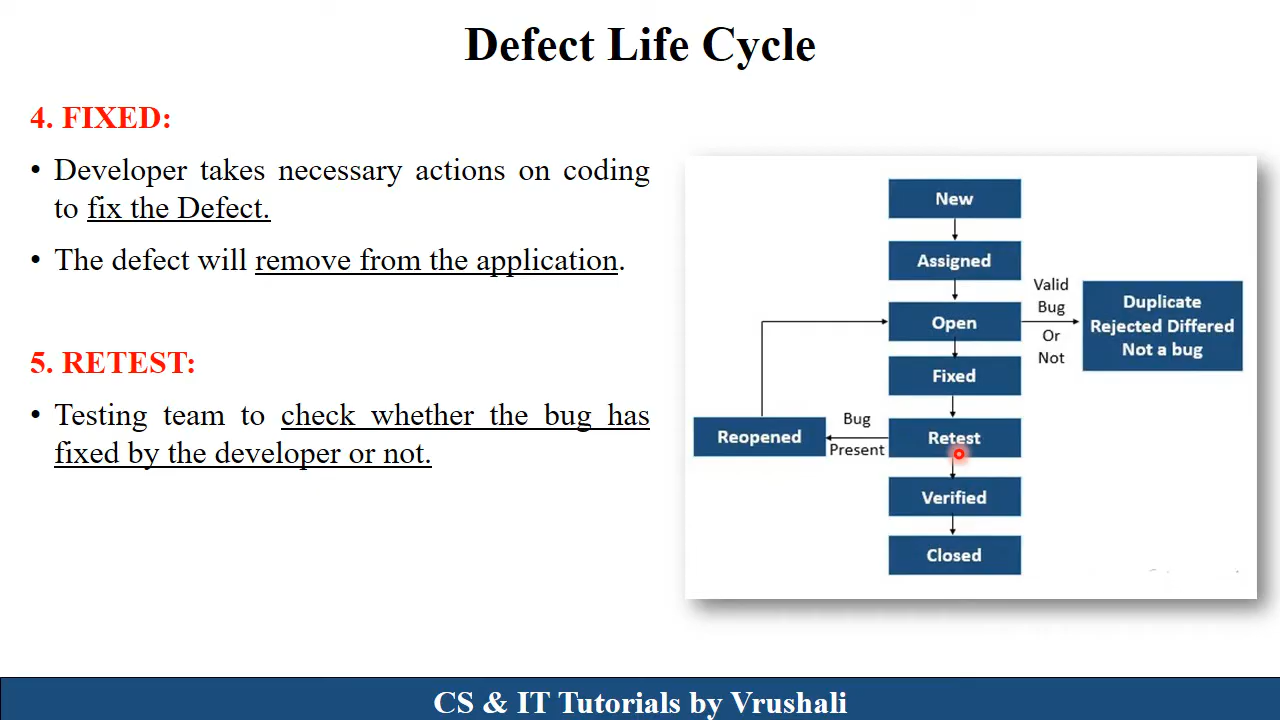 Defect Life Cycle
4. FIXED:
• Developer takes necessary actions on coding
to fix the Defect.
• The defect will remove from the application.
5. RETEST:
• Testing team to check whether the bug has
fixed by the developer or not.
New
Assigned
Open
Valid
Bug
Or
Not
Duplicate
Rejected Differed
Not a bug
Fixed
Reopened
Bug
Present
Retest
Verified
Closed
CS & IT Tutorials by Vrushali